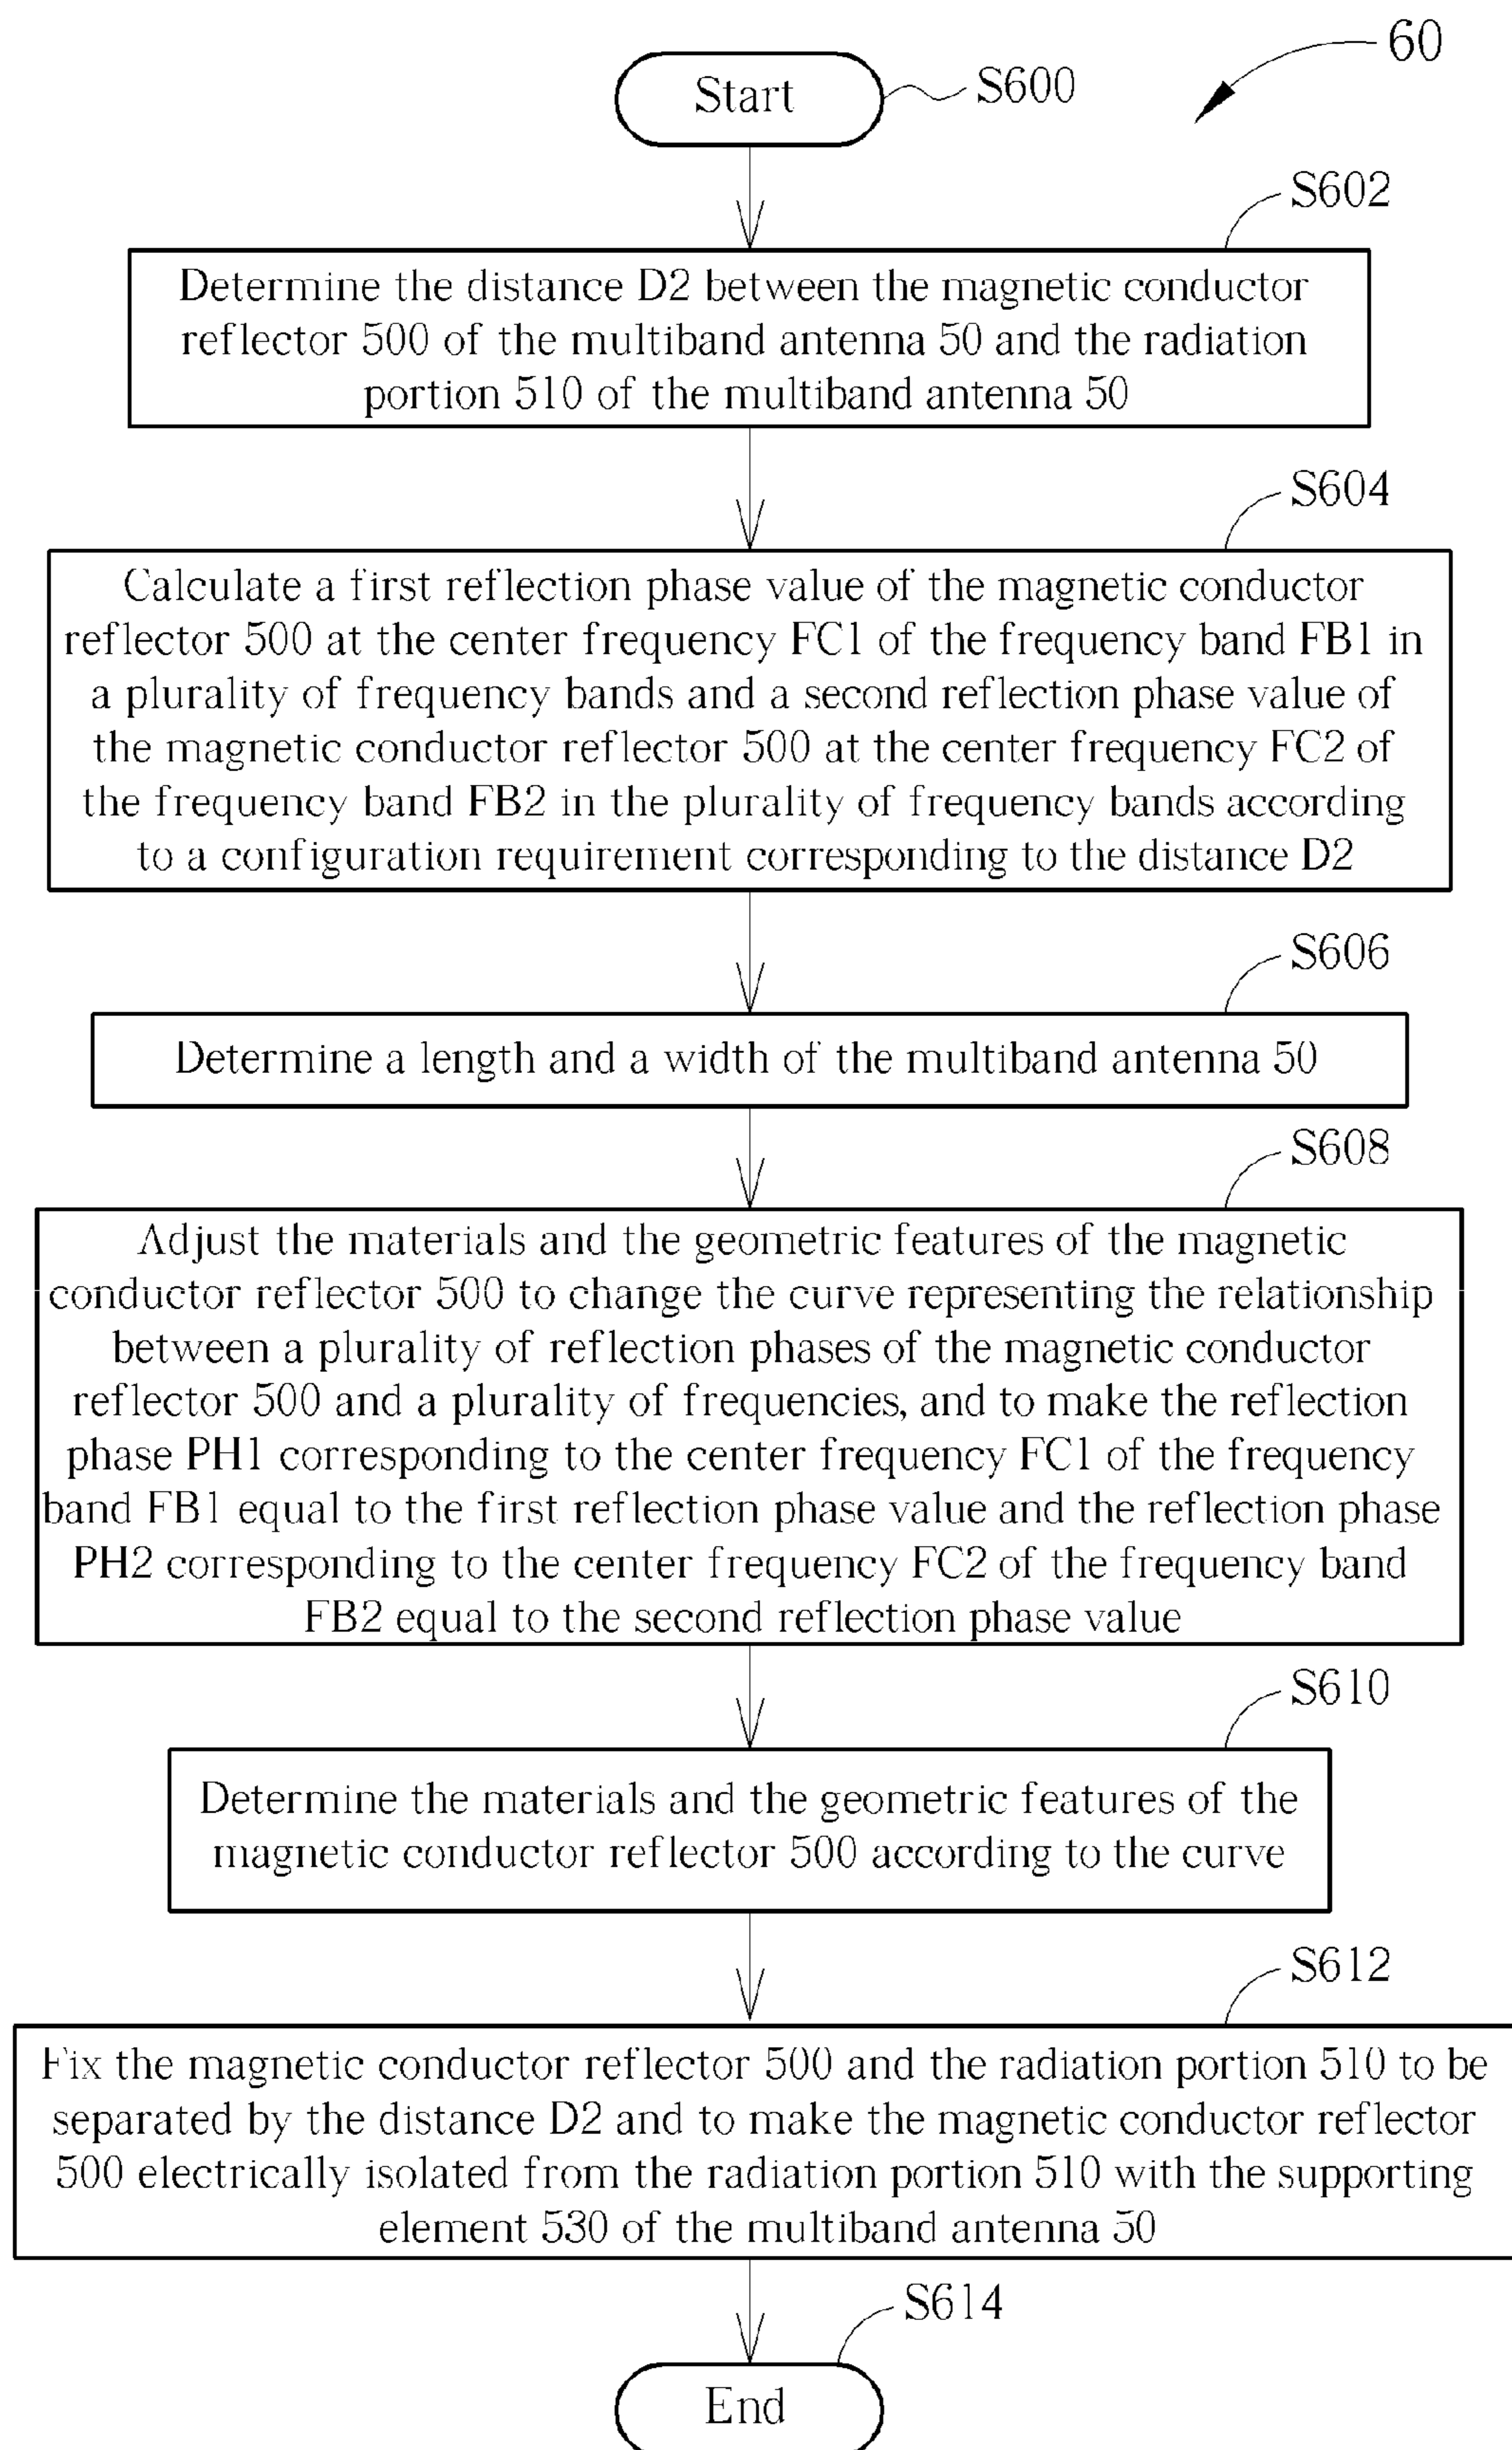 60
Start
S600
S602
Determine the distance D2 between the magnetic conductor
reflector 500 of the multiband antenna 50 and the radiation
portion 510 of the multiband antenna 50
S604
Calculate a first reflection phase value of the magnetic conductor
reflector 500 at the center frequency FC1 of the frequency band FB1 in
a plurality of frequency bands and a second reflection phase value of
the magnetic conductor reflector 500 at the center frequency FC2 of
the frequency band FB2 in the plurality of frequency bands according
to a configuration requirement corresponding to the distance D2
S606
Determine a length and a width of the multiband antenna 50
S608
Adjust the materials and the geometric features of the magnetic
conductor reflector 500 to change the curve representing the relationship
between a plurality of reflection phases of the magnetic conductor
reflector 500 and a plurality of frequencies, and to make the reflection
phase PH1 corresponding to the center frequency FC1 of the frequency
band FB1 equal to the first reflection phase value and the reflection phase
PH2 corresponding to the center frequency FC2 of the frequency band
FB2 equal to the second reflection phase value
S610
Determine the materials and the geometric features of the
magnetic conductor reflector 500 according to the curve
S612
Fix the magnetic conductor reflector 500 and the radiation portion 510 to be
separated by the distance D2 and to make the magnetic conductor reflector
500 electrically isolated from the radiation portion 510 with the supporting
element 530 of the multiband antenna 50
S614
End